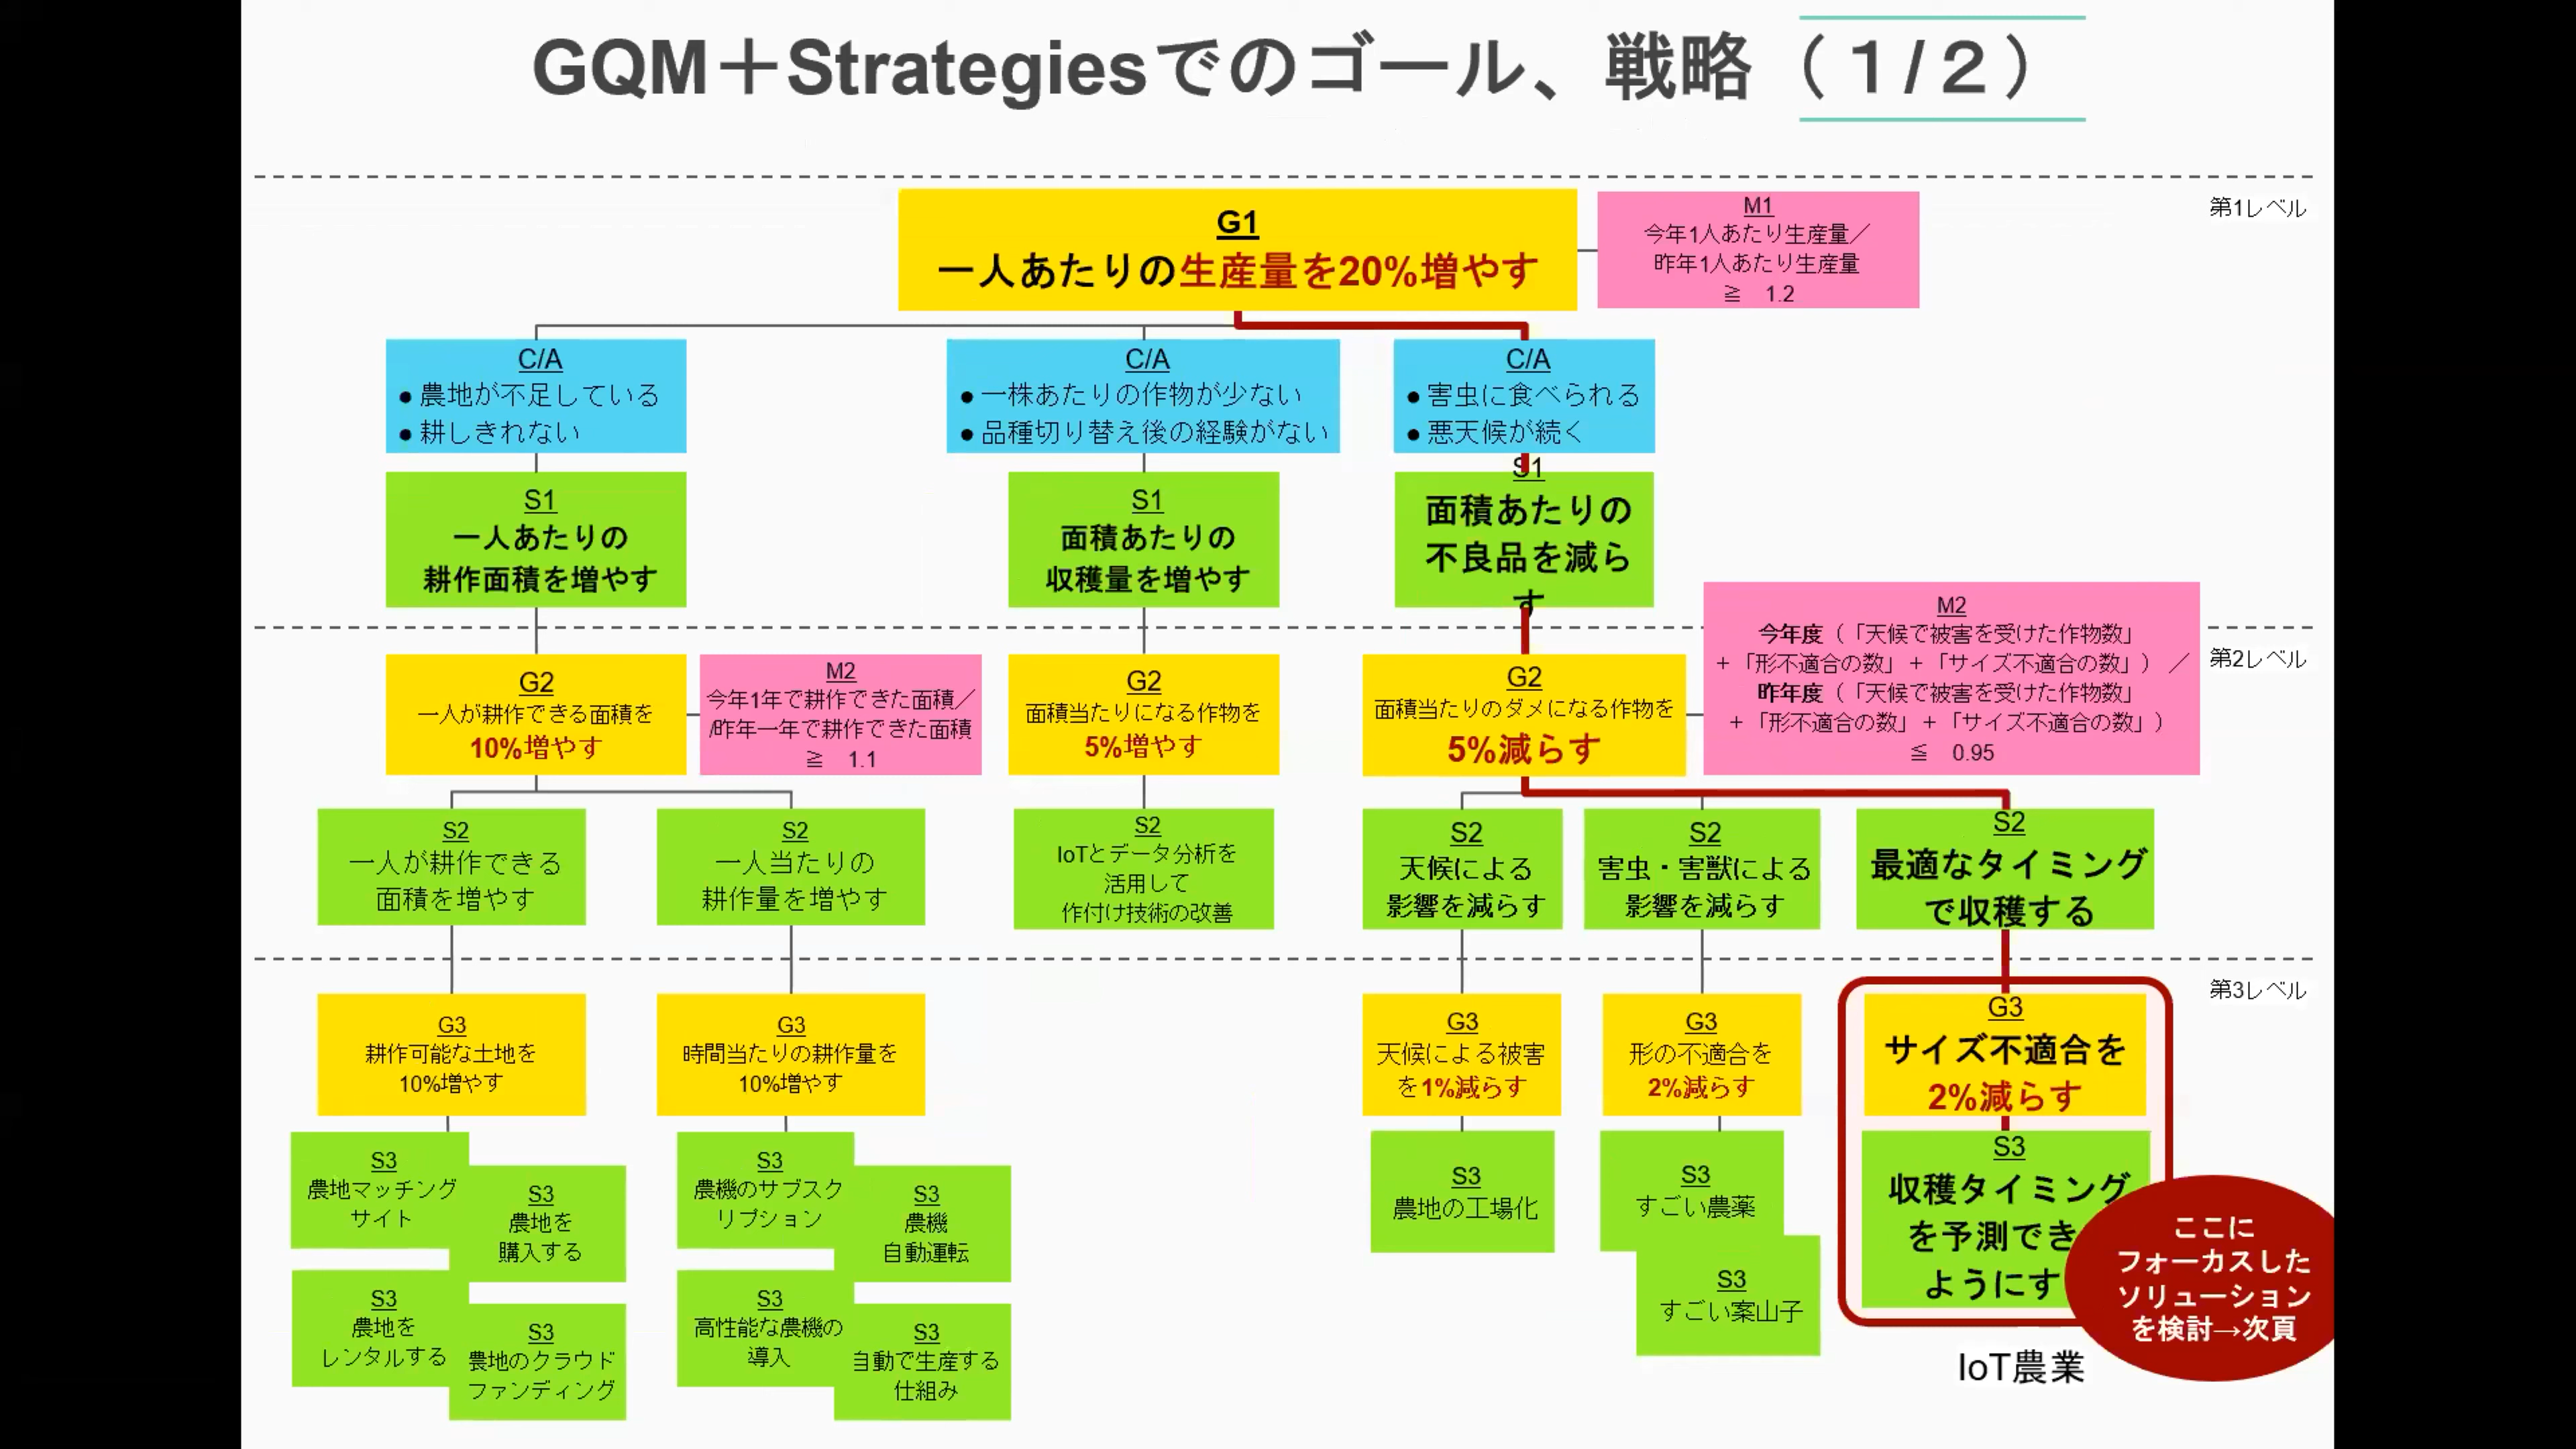 GQM＋Strategiesでのゴール、戦略（１/２）
第1レベル
G1
一人あたりの生産量を20%増やす
M1
今年1人あたり生産量／
昨年1人あたり生産量
≧　1.2
C/A
● 農地が不足している
● 耕しきれない
C/A
● 一株あたりの作物が少ない
● 品種切り替え後の経験がない
C/A
● 害虫に食べられる
● 悪天候が続く
S1
一人あたりの
耕作面積を増やす
S1
面積あたりの
収穫量を増やす
S1
面積あたりの
不良品を減ら
す
第2レベル
G2
一人が耕作できる面積を
10%増やす
M2
今年1年で耕作できた面積／
/昨年一年で耕作できた面積
≧　1.1
G2
面積当たりになる作物を
5%増やす
G2
面積当たりのダメになる作物を
5%減らす
M2
今年度（「天候で被害を受けた作物数」
+「形不適合の数」+「サイズ不適合の数」）／
昨年度（「天候で被害を受けた作物数」
+「形不適合の数」+「サイズ不適合の数」）
≦　0.95
S2
一人が耕作できる
面積を増やす
S2
一人当たりの
耕作量を増やす
S2
IoTとデータ分析を
活用して
作付け技術の改善
S2
天候による
影響を減らす
S2
害虫・害獣による
影響を減らす
S2
最適なタイミング
で収穫する
第3レベル
G3
耕作可能な土地を
10%増やす
G3
時間当たりの耕作量を
10%増やす
G3
天候による被害
を1%減らす
G3
形の不適合を
2%減らす
G3
サイズ不適合を
2%減らす
S3
農地マッチング
サイト
S3
農地を
購入する
S3
農地を
レンタルする
S3
農地のクラウド
ファンディング
S3
農機のサブスク
リプション
S3
農機
自動運転
S3
高性能な農機の
導入
S3
自動で生産する
仕組み
S3
農地の工場化
S3
すごい農薬
S3
すごい案山子
S3
収穫タイミング
を予測でき
ようにす
ここに
フォーカスした
ソリューション
を検討→次頁
IoT農業